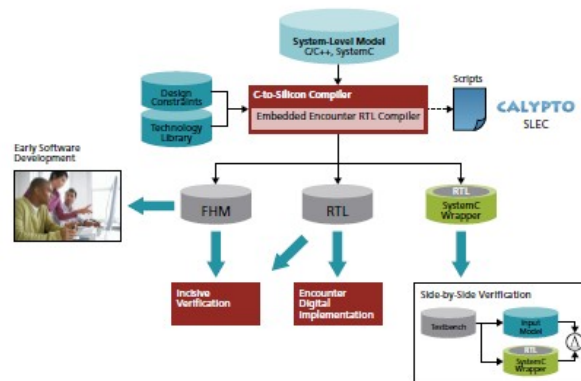 System-Level Model
C/C++, SystemC
Design
Constraints
Technology
Library
C-to-Silicon Compiler
Embedded Encounter RTL Compiler
Scripts
CALYPTO
SLEC
Early Software
Development
FHM
RTL
RTL
SystemC
Wrapper
Incisive
Verification
Encounter
Digital
Implementation
Side-by-Side Verification
Testbench
Input
Model
RTL
SystemC
Wrapper